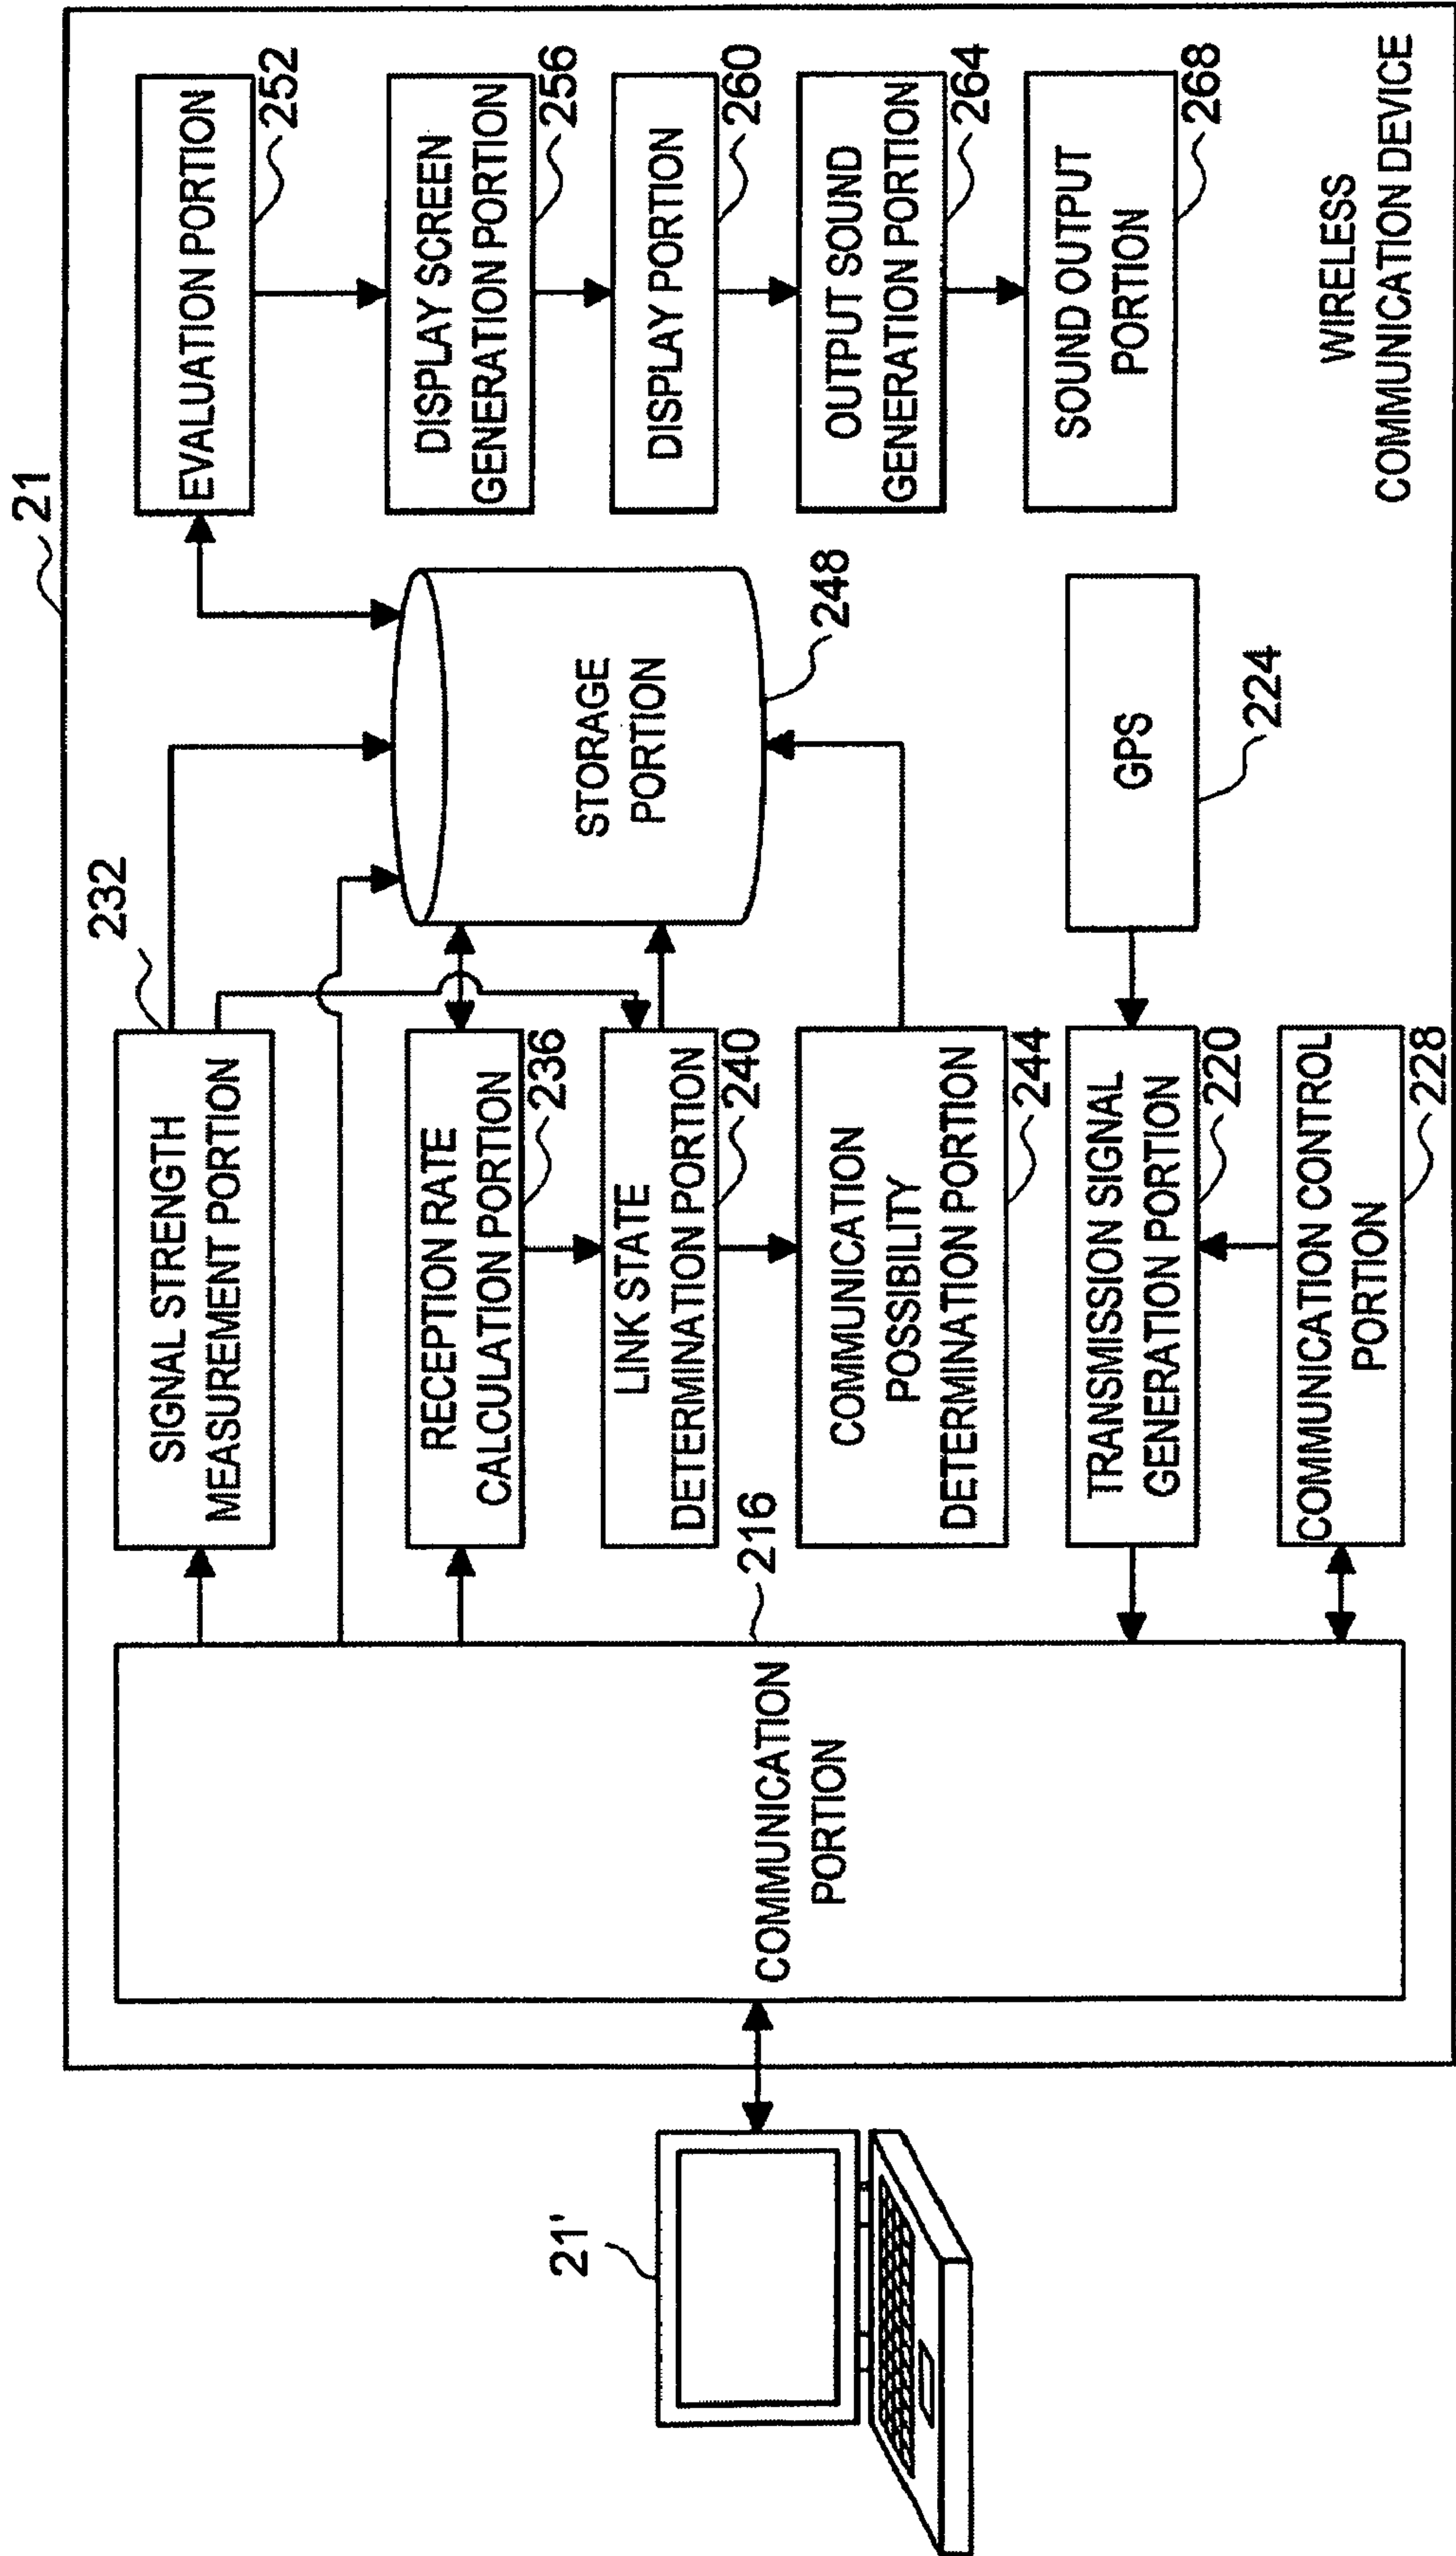 21
21'
COMMUNICATION
PORTION
216
SIGNAL STRENGTH
MEASUREMENT PORTION
232
RECEPTION RATE
CALCULATION PORTION
236
LINK STATE
DETERMINATION PORTION
240
COMMUNICATION
POSSIBILITY
DETERMINATION PORTION
244
TRANSMISSION SIGNAL
GENERATION PORTION
220
COMMUNICATION CONTROL
PORTION
228
STORAGE
PORTION
248
GPS
224
EVALUATION PORTION
252
DISPLAY SCREEN
GENERATION PORTION
256
DISPLAY PORTION
260
OUTPUT SOUND
GENERATION PORTION
264
SOUND OUTPUT
PORTION
268
WIRELESS
COMMUNICATION DEVICE